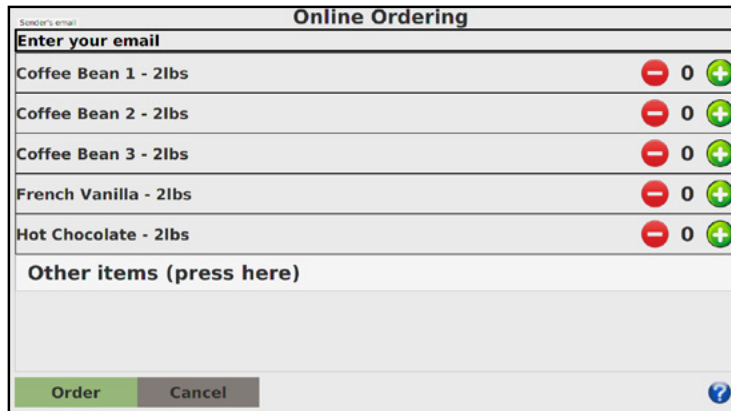 Online Ordering
Sender's email
Enter your email
Coffee Bean 1 - 2lbs 0
Coffee Bean 2 - 2lbs 0
Coffee Bean 3 - 2lbs 0
French Vanilla - 2lbs 0
Hot Chocolate - 2lbs 0
Other items (press here)
Order Cancel ?